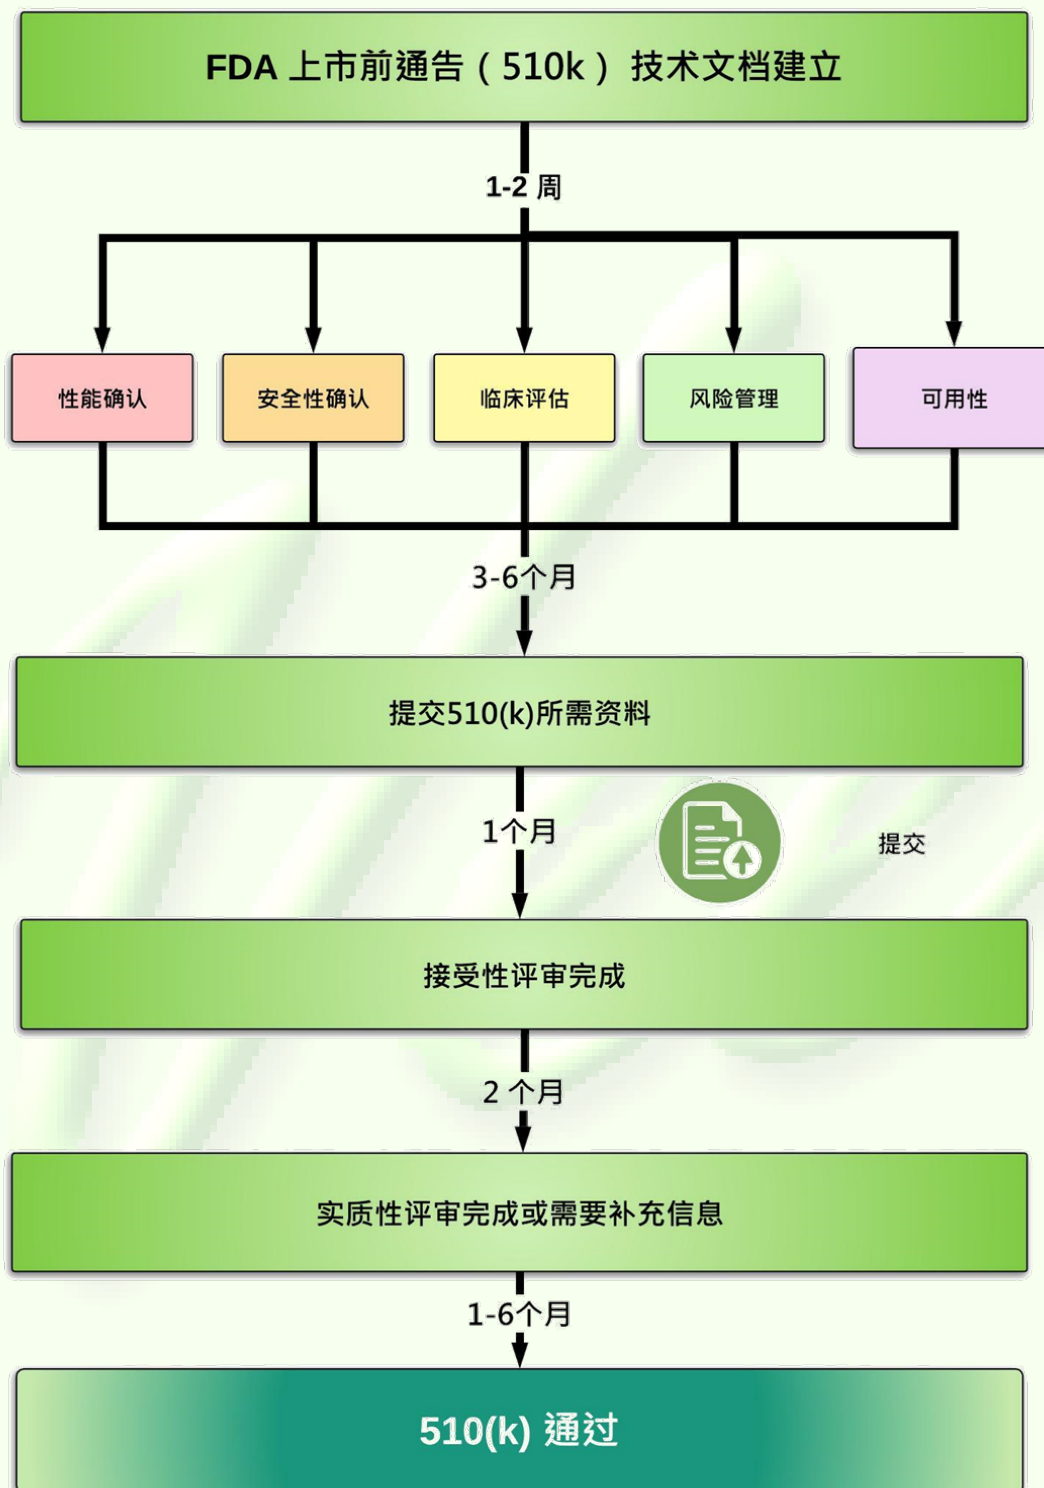 FDA 上市前通告（510k） 技术文档建立
1-2 周
性能确认
安全性确认
临床评估
风险管理
可用性
3-6个月
提交510(k)所需资料
1个月
提交
接受性评审完成
2 个月
实质性评审完成或需要补充信息
1-6个月
510(k) 通过